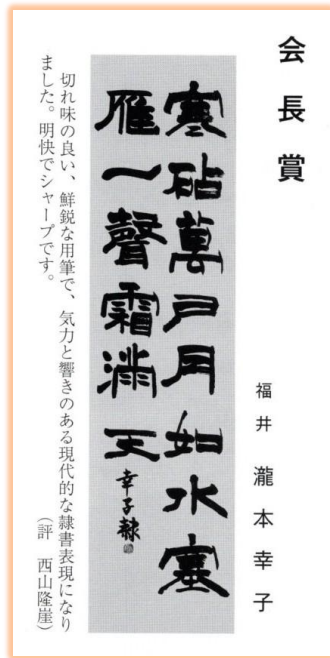 会長賞
福井 瀧本幸子
寒砧萬戸月如水塞
雁一聲霜満天
幸子隷
切れ味の良い、鮮鋭な用筆で、気力と響きのある現代的な隷書表現になり
ました。明快でシャープです。
（評 西山隆崖）